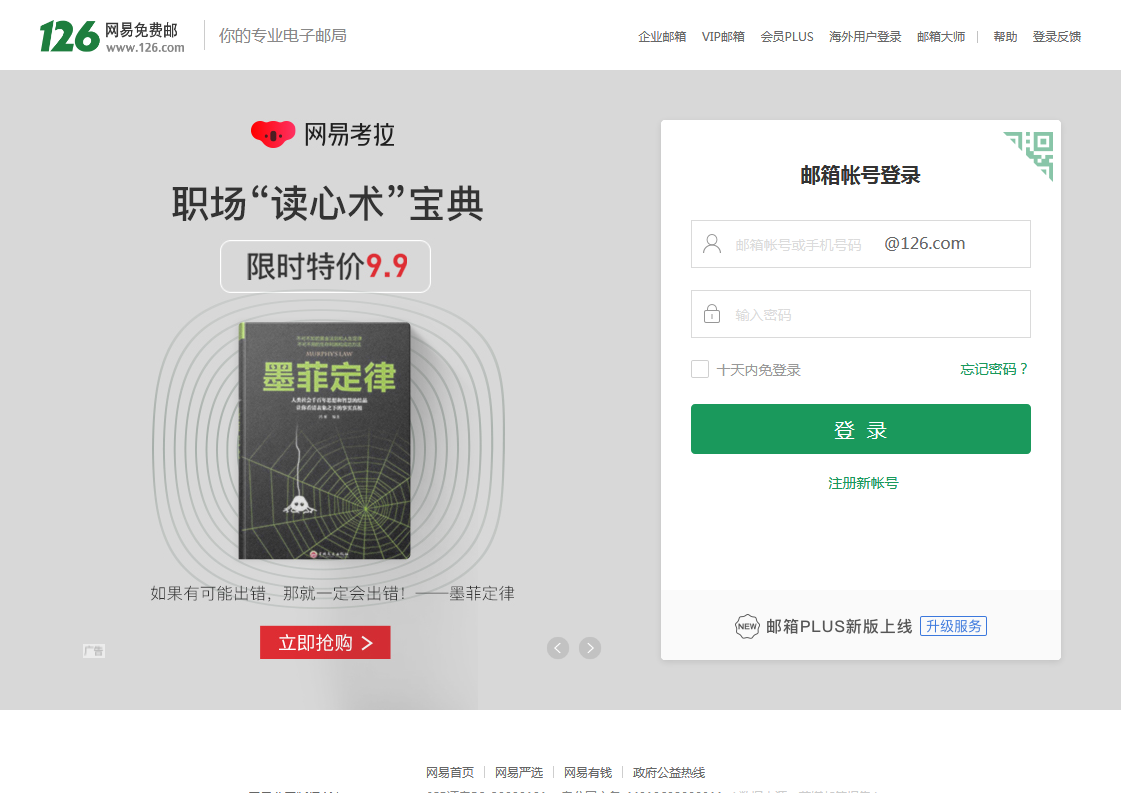 126 网易免费邮
www.126.com
你的专业电子邮局
企业邮箱 VIP邮箱 会员PLUS 海外用户登录 邮箱大师 | 帮助 登录反馈
网易考拉
职场“读心术”宝典
限时特价9.9
MURPHY'S LAW
墨菲定律
如果有可能出错，那就一定会出错！——墨菲定律
立即抢购 >
广告
邮箱帐号登录
邮箱帐号或手机号码 @126.com
输入密码
十天内免登录 忘记密码？
登 录
注册新帐号
NEW 邮箱PLUS新版上线 升级服务
网易首页 | 网易严选 | 网易有钱 | 政府公益热线